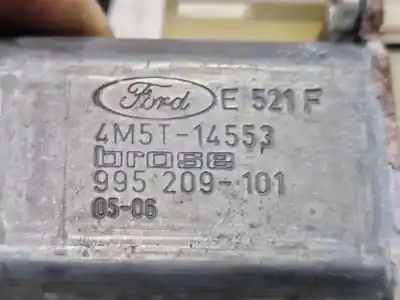 Ford E 521 F
4M5T-14553
brose
995 209-101
05-06